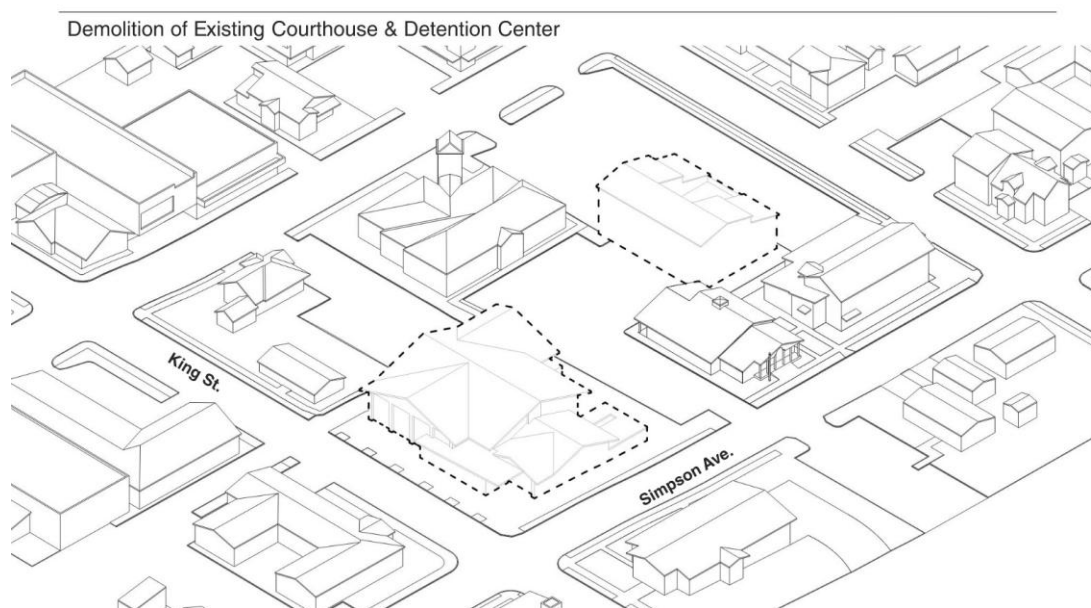 Demolition of Existing Courthouse & Detention Center
King St.
Simpson Ave.